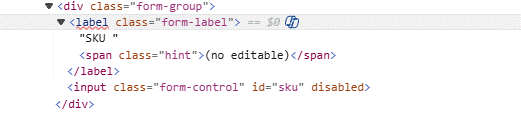 <div class="form-group">
<label class="form-label"> == $0
"SKU "
<span class="hint">(no editable)</span>
</label>
<input class="form-control" id="sku" disabled>
</div>